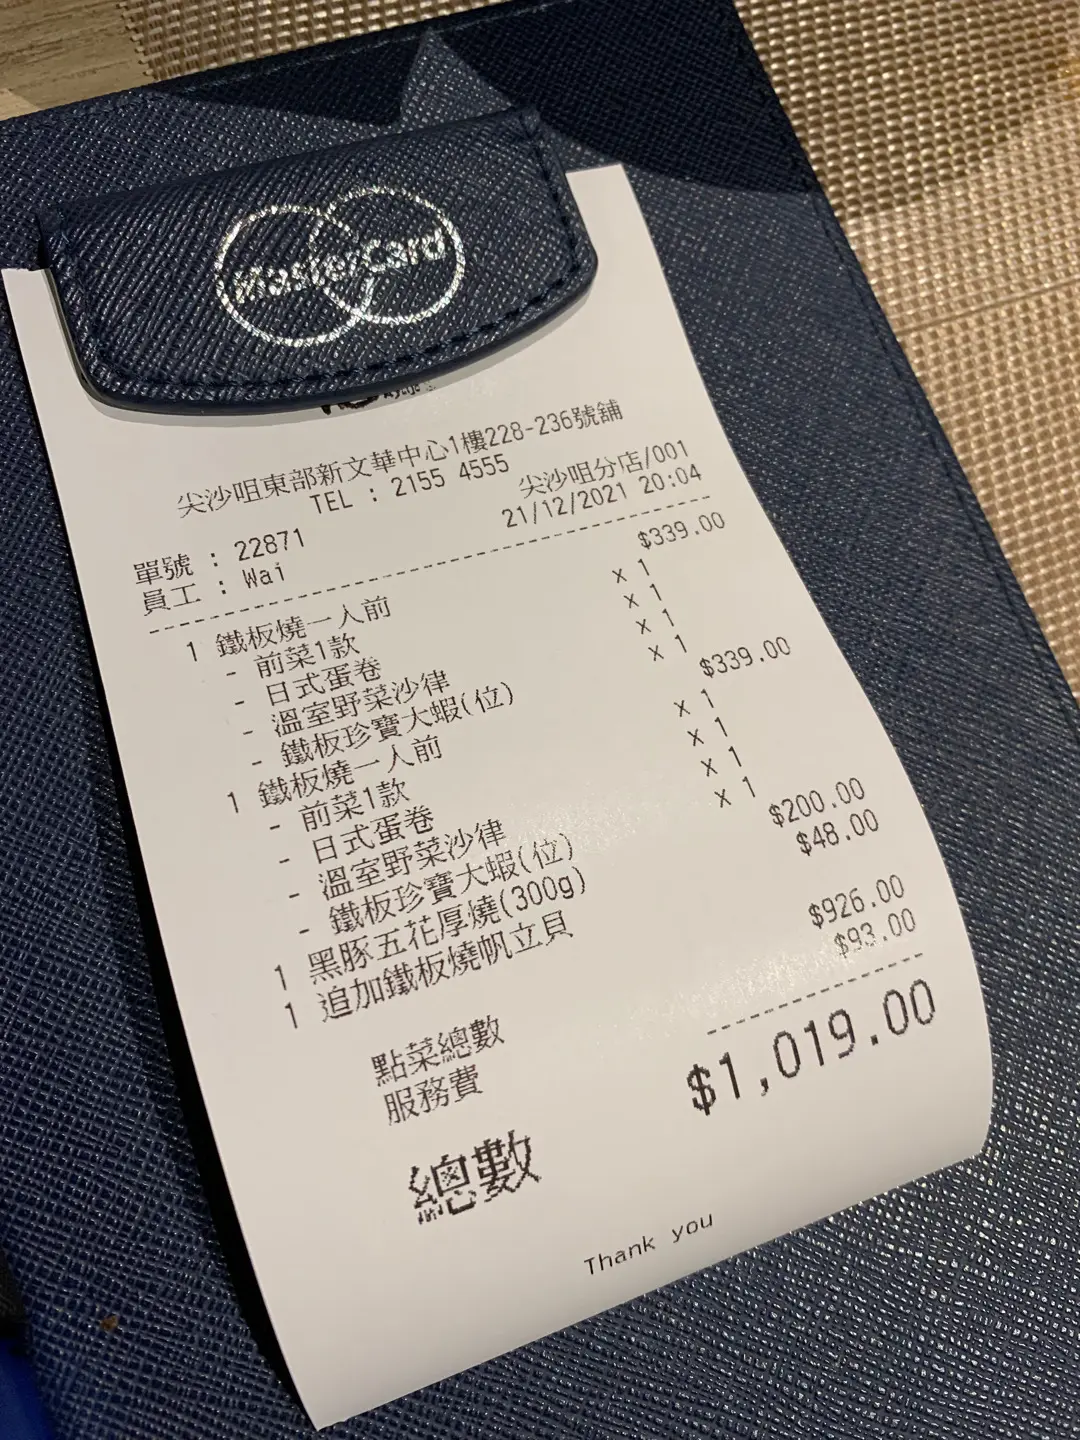 MasterCard
尖沙咀東部新文華中心1樓228-236號舖
TEL : 2155 4555
尖沙咀分店/001
單號 : 22871
21/12/2021 20:04
員工 : Wai
1 鐵板燒一人前 $339.00
- 前菜1款 x 1
- 日式蛋卷 x 1
- 溫室野菜沙律 x 1
- 鐵板珍寶大蝦(位) x 1
1 鐵板燒一人前 $339.00
- 前菜1款 x 1
- 日式蛋卷 x 1
- 溫室野菜沙律 x 1
- 鐵板珍寶大蝦(位) x 1
1 黑豚五花厚燒(300g) $200.00
1 追加鐵板燒帆立貝 $48.00
點菜總數 $926.00
服務費 $93.00
總數 $1,019.00
Thank you